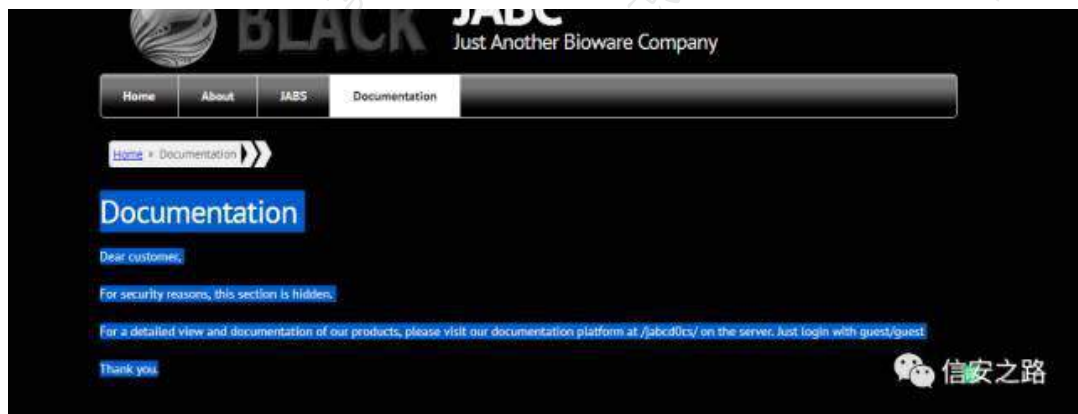 BLACK JABC
Just Another Bioware Company
Home About JABS Documentation
Home » Documentation
Documentation
Dear customer,
For security reasons, this section is hidden.
For a detailed view and documentation of our products, please visit our documentation platform at /jabcd0cs/ on the server. Just login with guest/guest
Thank you.
信安之路